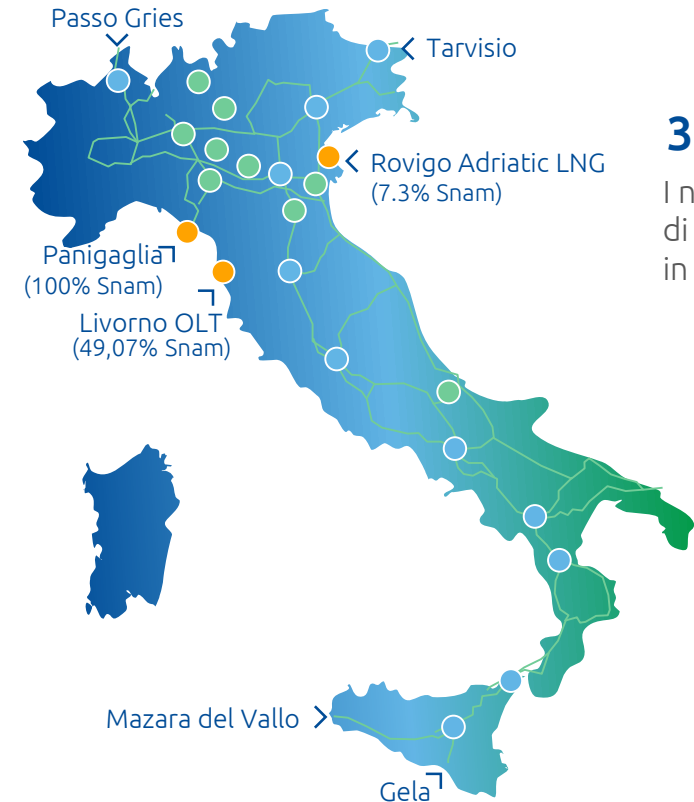 Passo Gries
Tarvisio
3
Rovigo Adriatic LNG
(7.3% Snam)
I n
di
in
Panigaglia
(100% Snam)
Livorno OLT
(49,07% Snam)
Mazara del Vallo
Gela